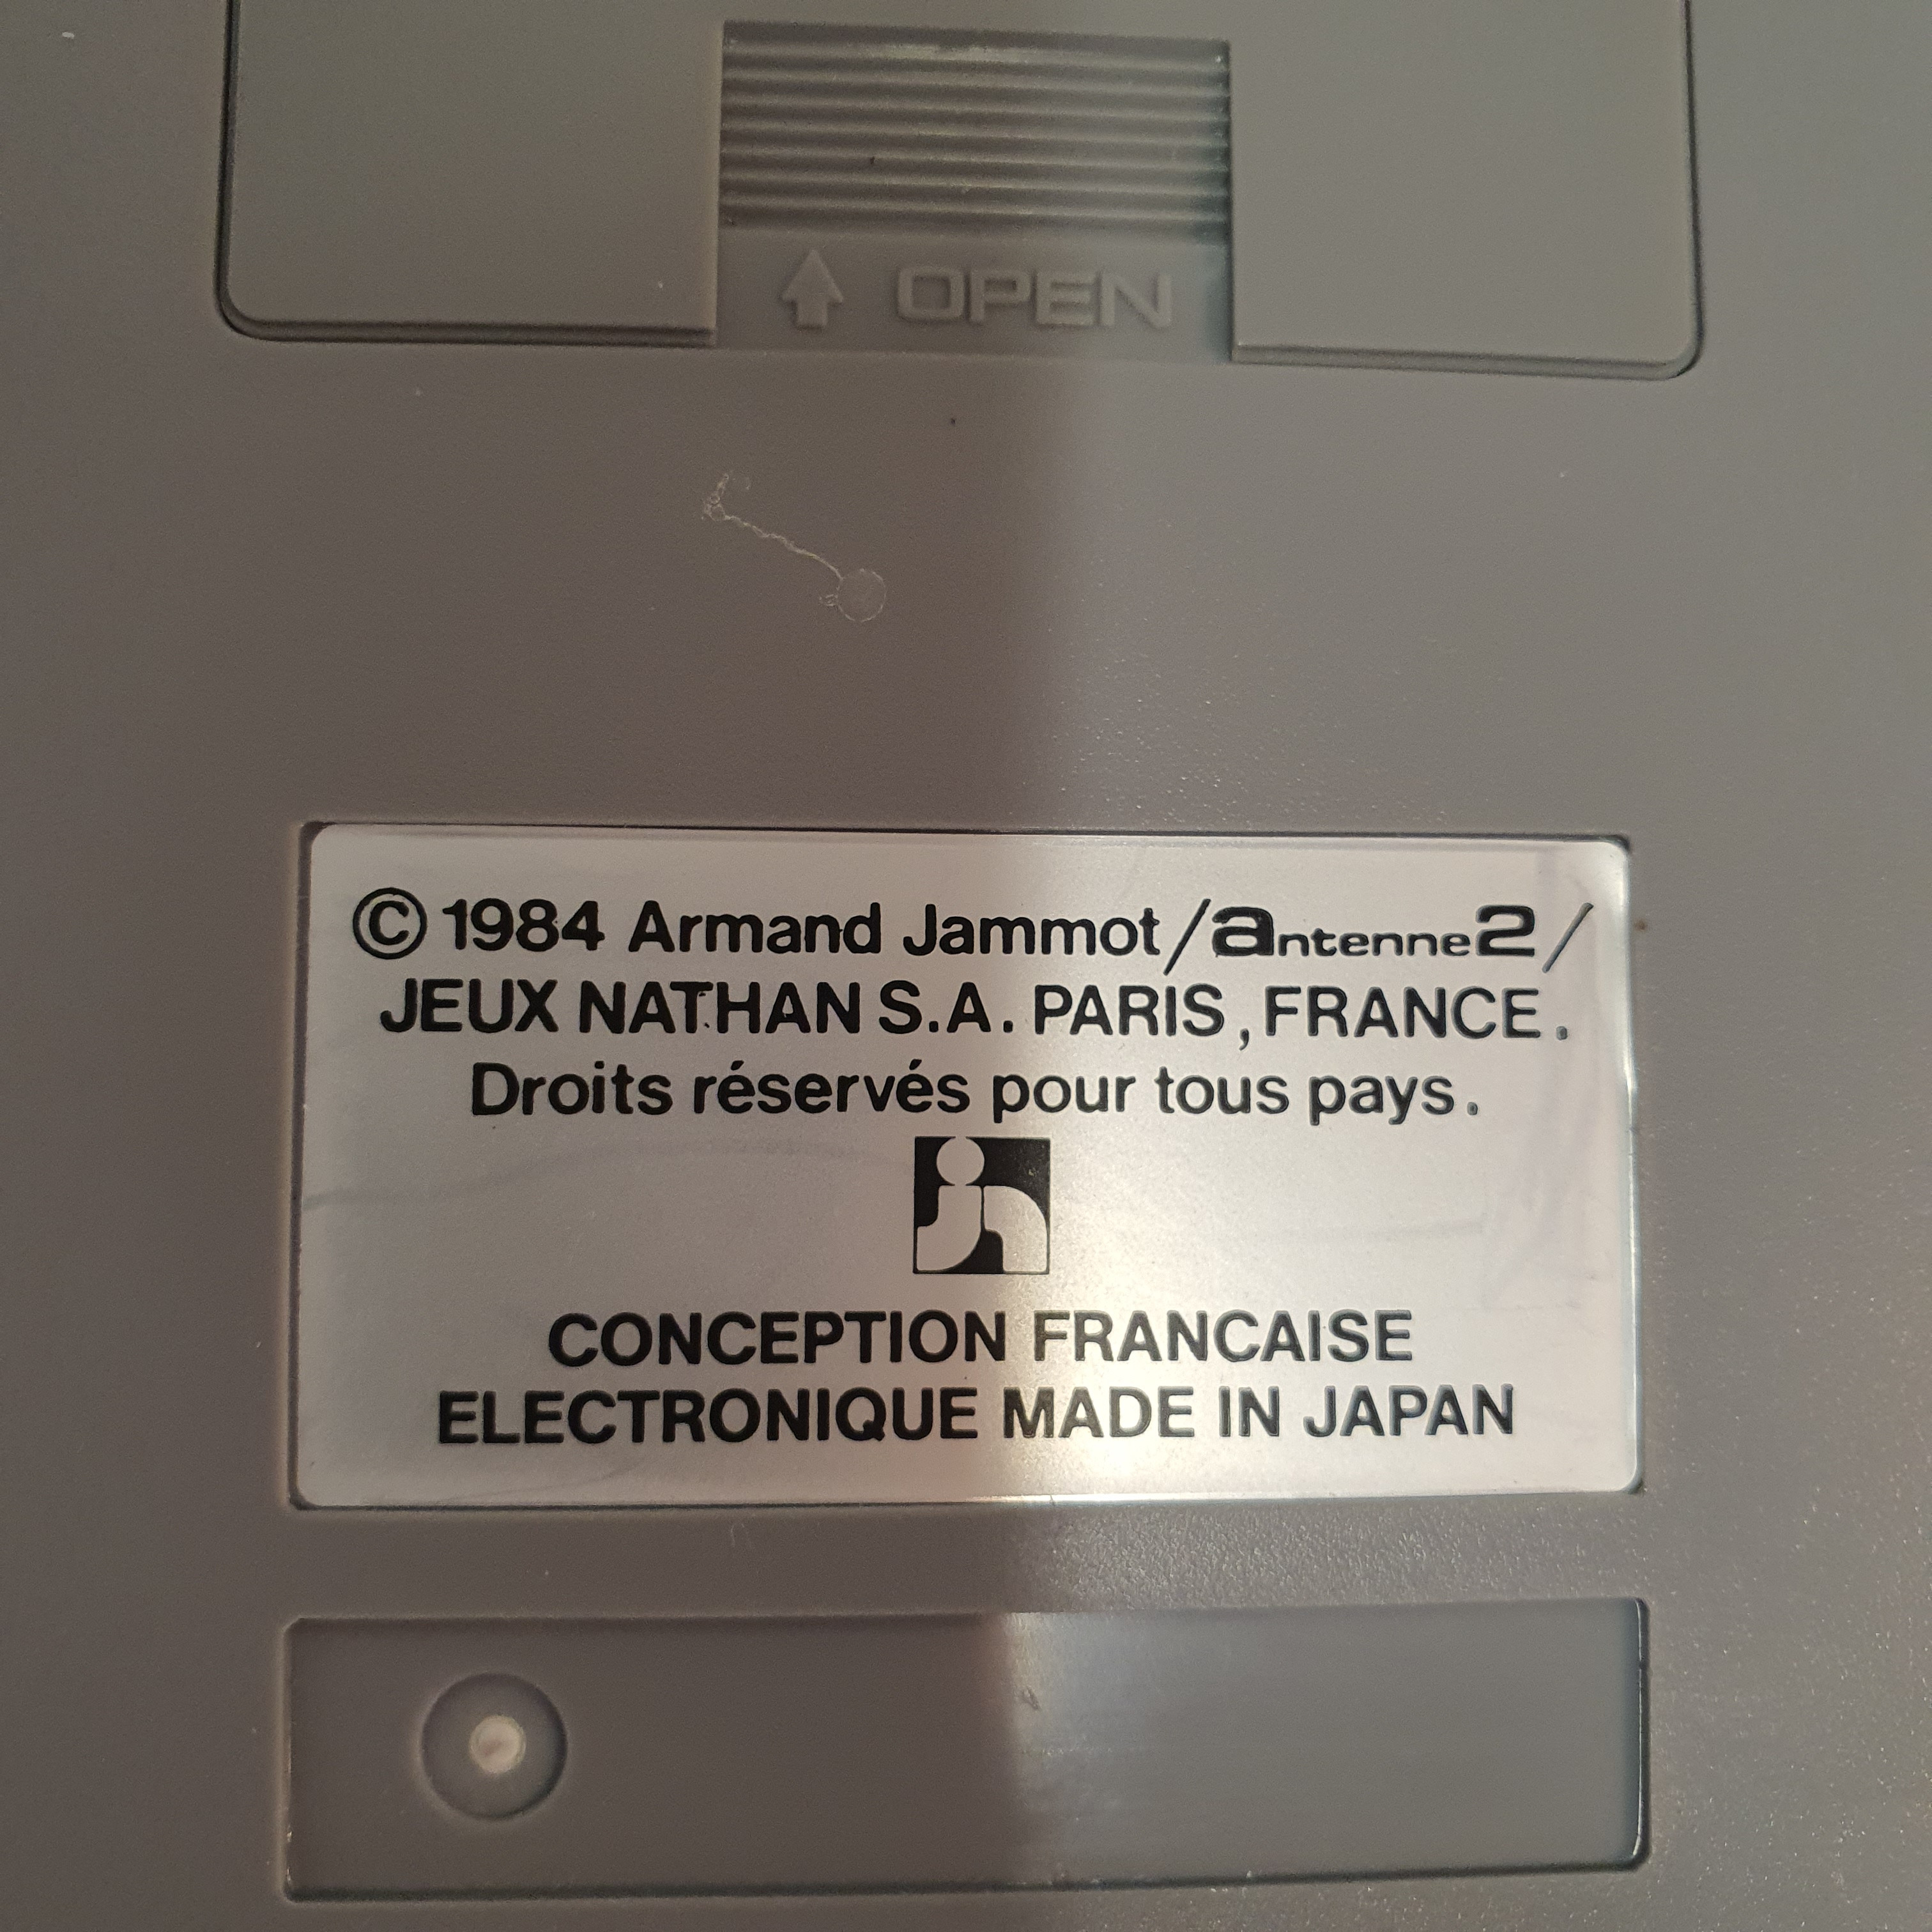 OPEN
© 1984 Armand Jammot/antenne2/
JEUX NATHAN S.A. PARIS, FRANCE.
Droits réservés pour tous pays.
jn
CONCEPTION FRANCAISE
ELECTRONIQUE MADE IN JAPAN